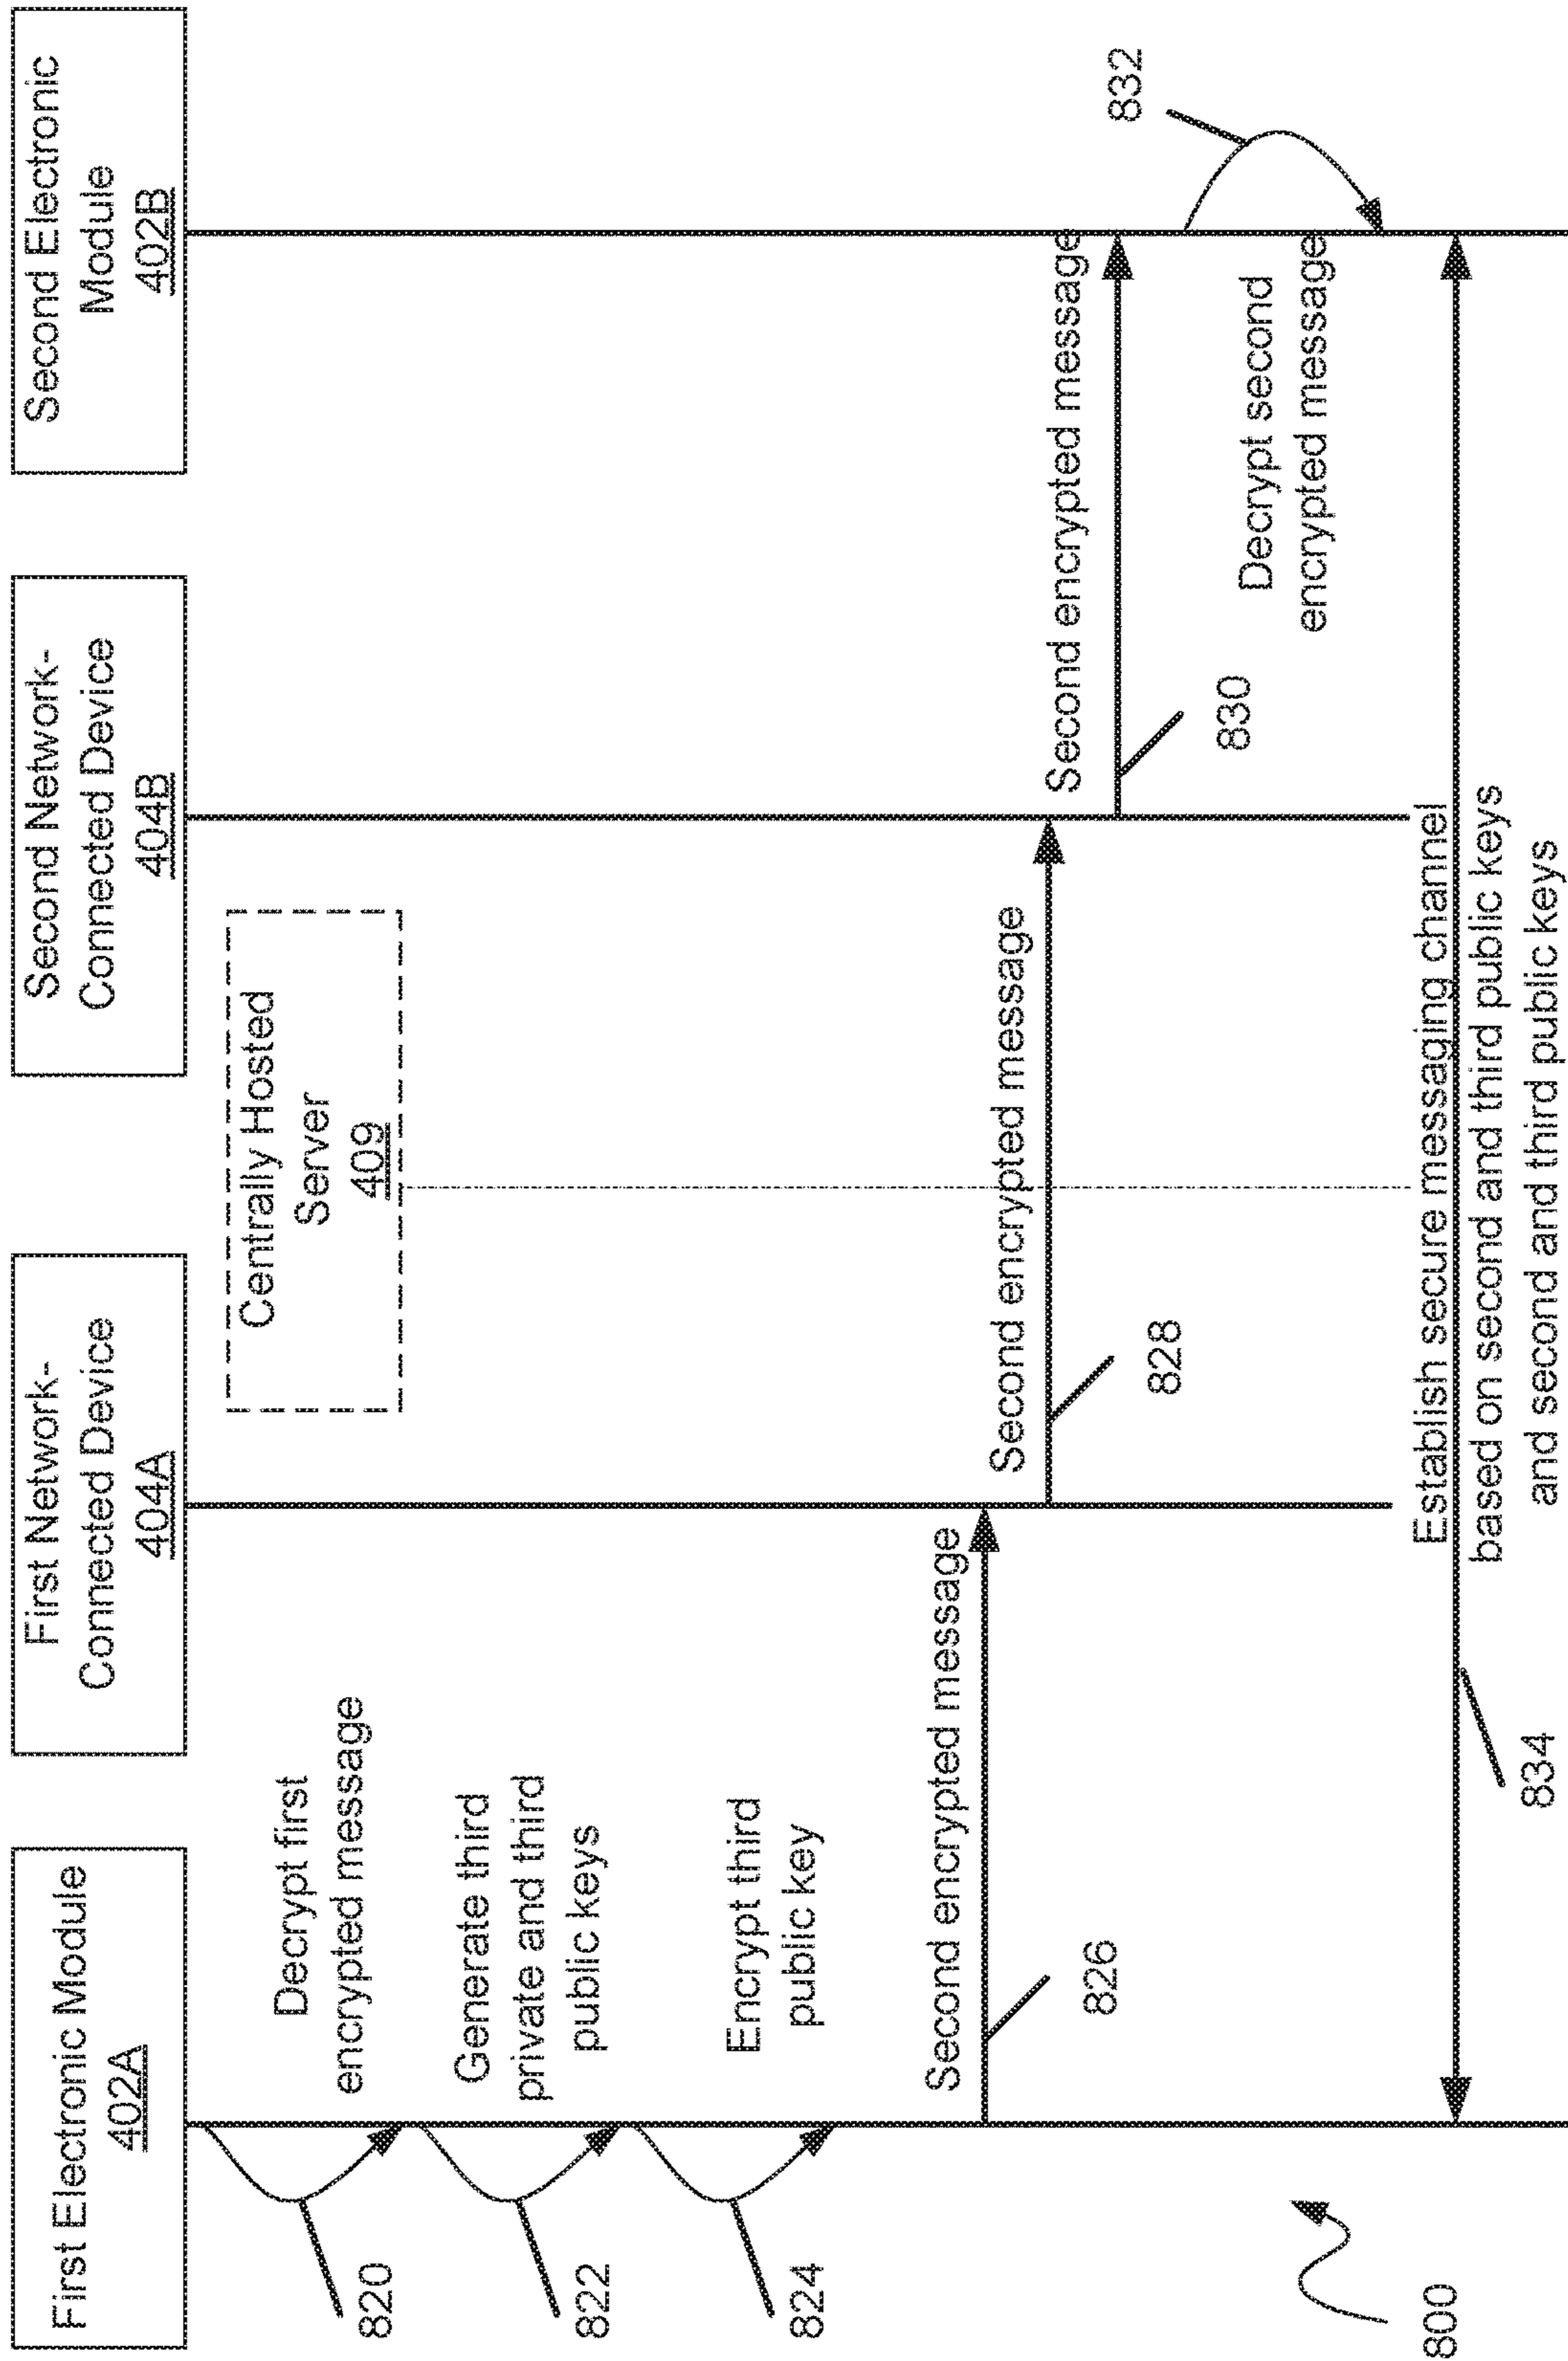 First Electronic Module
402A
First Network-
Connected Device
404A
Second Network-
Connected Device
404B
Second Electronic
Module
402B
Centrally Hosted
Server
409
820
Decrypt first
encrypted message
822
Generate third
private and third
public keys
824
Encrypt third
public key
Second encrypted message
826
Second encrypted message
828
Second encrypted message
830
832
Decrypt second
encrypted message
Establish secure messaging channel
based on second and third public keys
and second and third public keys
834
800